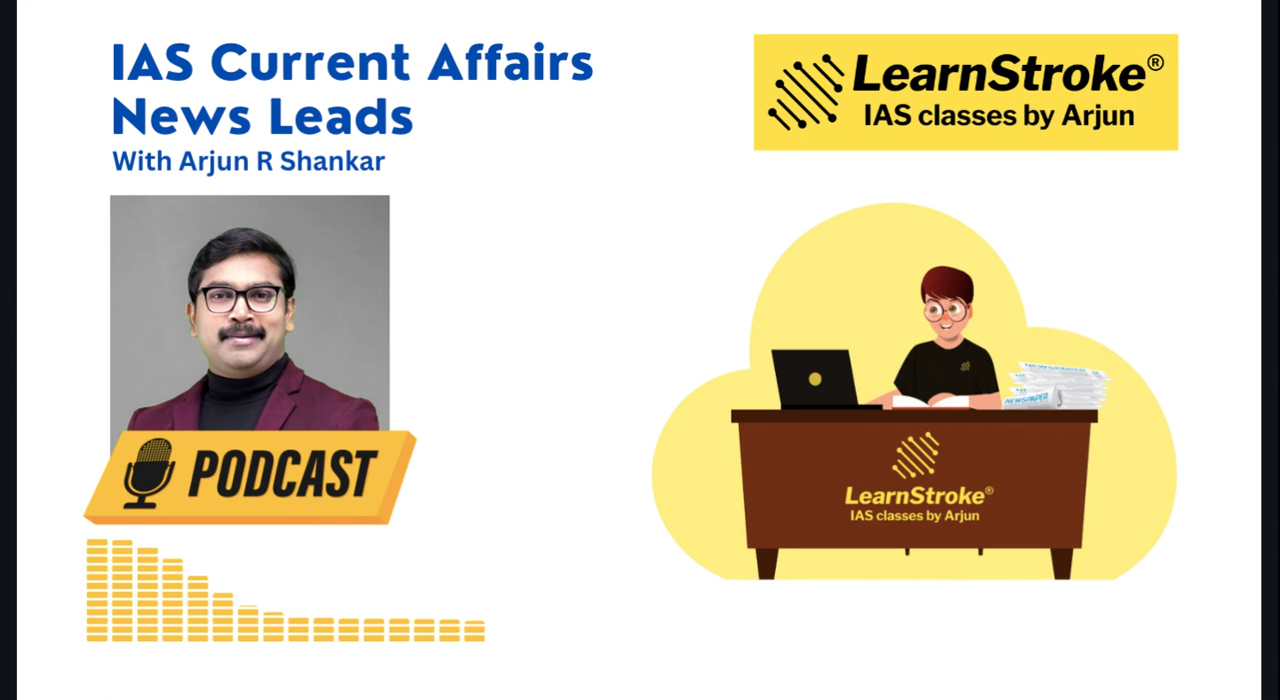 IAS Current Affairs
News Leads
With Arjun R Shankar
LearnStroke®
IAS classes by Arjun
PODCAST
NEWSPAPER
LearnStroke®
IAS classes by Arjun